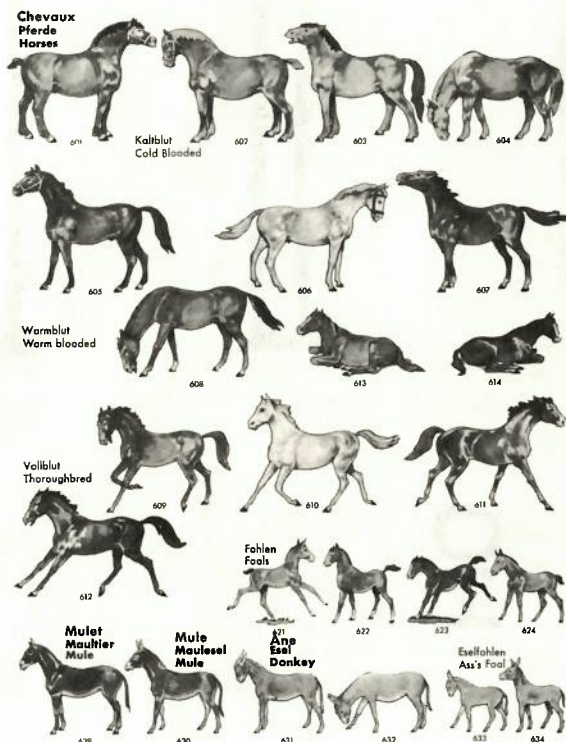 Chevaux
Pferde
Horses
601
Kaltblut
Cold Blooded
602
603
604
605
606
607
Warmblut
Warm blooded
608
613
614
Vollblut
Thoroughbred
609
610
611
612
Fohlen
Foals
621
622
623
624
Mulet
Maultier
Mule
Mule
Maulesel
Mule
Ane
Esel
Donkey
Eselfohlen
Ass's Foal
629
630
631
632
633
634